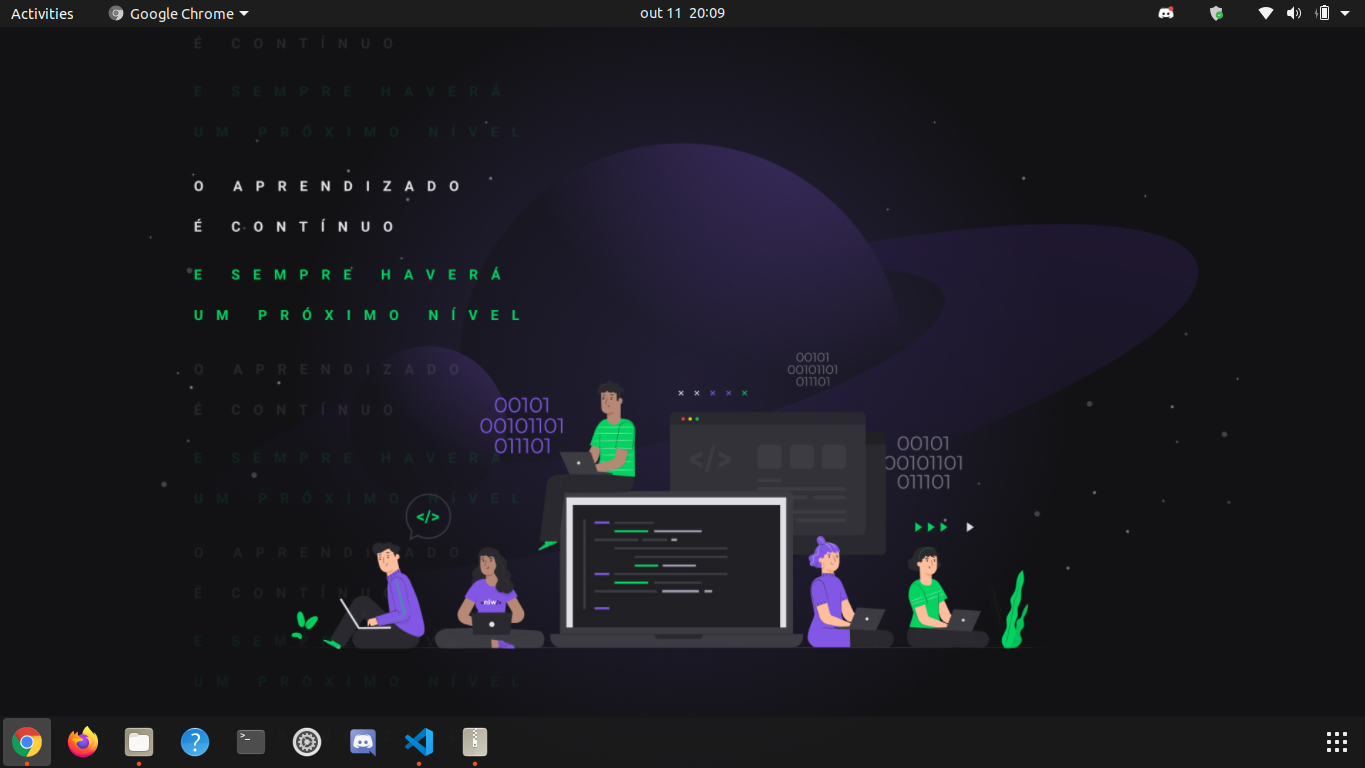 Activities
Google Chrome
out 11 20:09
É CONTÍNUO
E SEMPRE HAVERÁ
UM PRÓXIMO NÍVEL
O APRENDIZADO
É CONTÍNUO
E SEMPRE HAVERÁ
UM PRÓXIMO NÍVEL
00101
00101101
011101
O APRENDIZADO
É CONTÍNUO
00101
00101101
011101
</>
00101
00101101
011101
E SEMPRE HAVERÁ
UM PRÓXIMO NÍVEL
</>
O APRENDIZADO
É CONTÍNUO
E SEM
UM PRÓXIMO NÍVEL